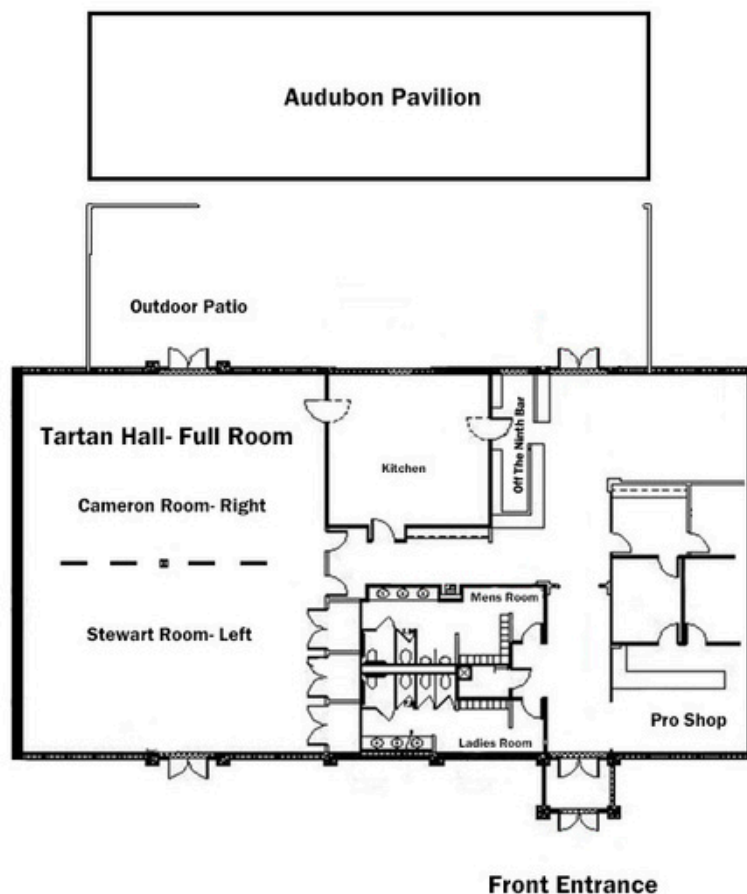 Audubon Pavilion
Outdoor Patio
Tartan Hall- Full Room
Off The Ninth Bar
Kitchen
Cameron Room- Right
Mens Room
Stewart Room- Left
Pro Shop
Ladies Room
Front Entrance